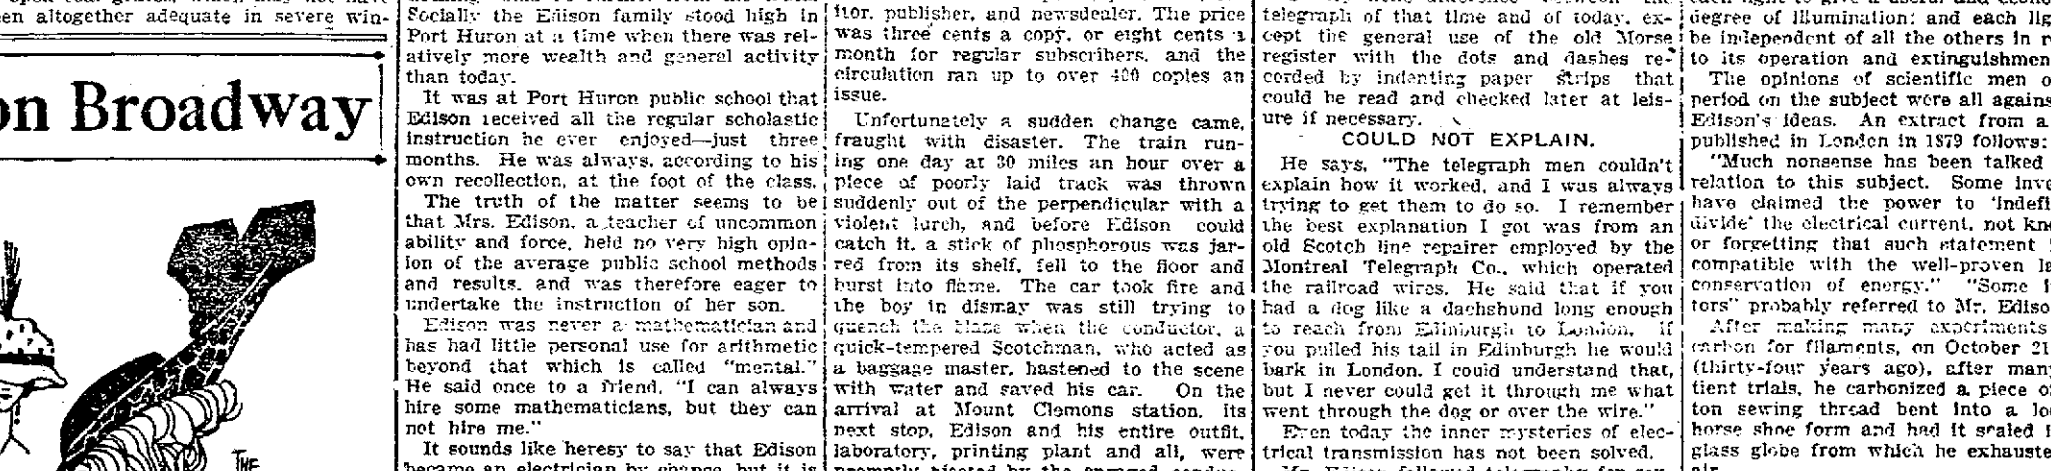 een altogether adequate in severe win-
on Broadway
THE
Socially the Edison family stood high in
Port Huron at a time when there was rel-
atively more wealth and general activity
than today.
It was at Port Huron public school that
Edison received all the regular scholastic
instruction he ever enjoyed—just three
months. He was always, according to his
own recollection, at the foot of the class.
The truth of the matter seems to be
that Mrs. Edison, a teacher of uncommon
ability and force, held no very high opin-
ion of the average public school methods
and results, and was therefore eager to
undertake the instruction of her son.
Edison was never a mathematician and
has had little personal use for arithmetic
beyond that which is called "mental."
He said once to a friend, "I can always
hire some mathematicians, but they can
not hire me."
It sounds like heresy to say that Edison
became an electrician by chance, but it is
itor, publisher, and newsdealer. The price
was three cents a copy, or eight cents a
month for regular subscribers, and the
circulation ran up to over 400 copies an
issue.
Unfortunately a sudden change came,
fraught with disaster. The train run-
ing one day at 30 miles an hour over a
piece of poorly laid track was thrown
suddenly out of the perpendicular with a
violent lurch, and before Edison could
catch it, a stick of phosphorous was jar-
red from its shelf, fell to the floor and
burst into flame. The car took fire and
the boy in dismay was still trying to
quench the blaze when the conductor, a
quick-tempered Scotchman, who acted as
a baggage master, hastened to the scene
with water and saved his car. On the
arrival at Mount Clemons station, its
next stop, Edison and his entire outfit,
laboratory, printing plant and all, were
telegraph of that time and of today, ex-
cept the general use of the old Morse
register with the dots and dashes re-
corded by indenting paper strips that
could be read and checked later at leis-
ure if necessary.
COULD NOT EXPLAIN.
He says, "The telegraph men couldn't
explain how it worked, and I was always
trying to get them to do so. I remember
the best explanation I got was from an
old Scotch line repairer employed by the
Montreal Telegraph Co., which operated
the railroad wires. He said that if you
had a dog like a dachshund long enough
to reach from Edinburgh to London, if
you pulled his tail in Edinburgh he would
bark in London. I could understand that,
but I never could get it through me what
went through the dog or over the wire."
Even today the inner mysteries of elec-
trical transmission has not been solved.
degree of illumination: and each lig
be independent of all the others in r
to its operation and extinguishmen
The opinions of scientific men o
period on the subject were all agains
Edison's ideas. An extract from a
published in London in 1879 follows:
"Much nonsense has been talked
relation to this subject. Some inve
have claimed the power to 'indefi
divide' the electrical current, not kn
or forgetting that such statement
compatible with the well-proven la
conservation of energy." "Some i
tors" probably referred to Mr. Ediso
After making many experiments
carbon for filaments, on October 21
(thirty-four years ago), after many
tient trials, he carbonized a piece of
ton sewing thread bent into a lo
horse shoe form and had it sealed i
glass globe from which he exhauste
air.